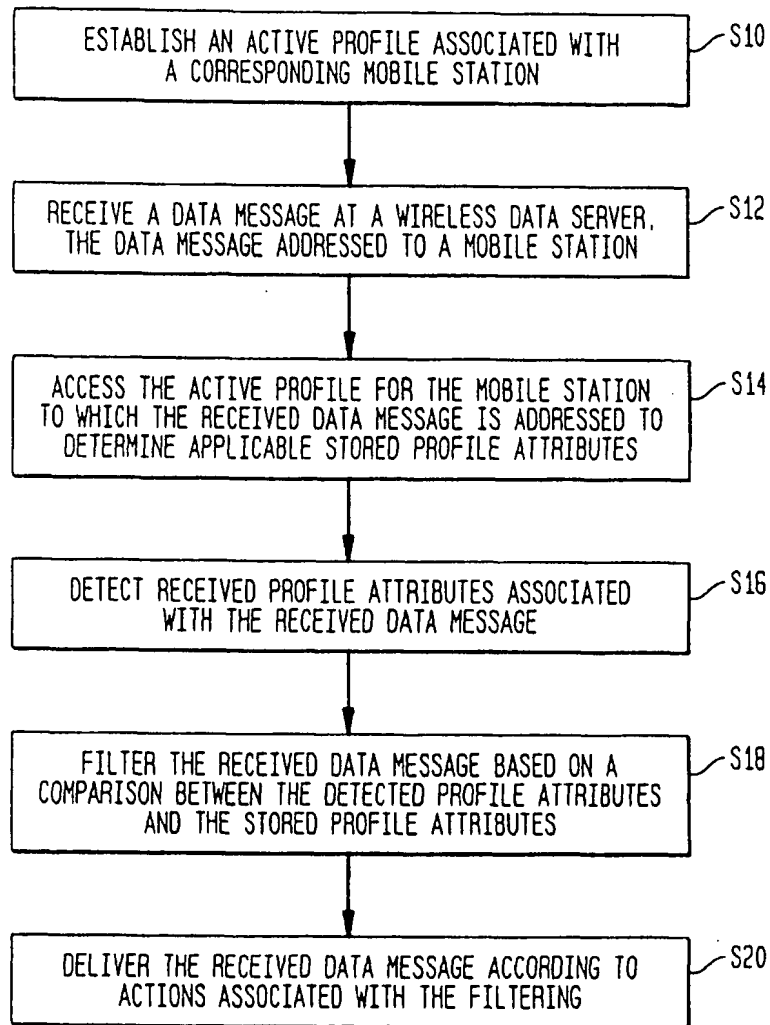 ESTABLISH AN ACTIVE PROFILE ASSOCIATED WITH
A CORRESPONDING MOBILE STATION
S10
RECEIVE A DATA MESSAGE AT A WIRELESS DATA SERVER,
THE DATA MESSAGE ADDRESSED TO A MOBILE STATION
S12
ACCESS THE ACTIVE PROFILE FOR THE MOBILE STATION
TO WHICH THE RECEIVED DATA MESSAGE IS ADDRESSED TO
DETERMINE APPLICABLE STORED PROFILE ATTRIBUTES
S14
DETECT RECEIVED PROFILE ATTRIBUTES ASSOCIATED
WITH THE RECEIVED DATA MESSAGE
S16
FILTER THE RECEIVED DATA MESSAGE BASED ON A
COMPARISON BETWEEN THE DETECTED PROFILE ATTRIBUTES
AND THE STORED PROFILE ATTRIBUTES
S18
DELIVER THE RECEIVED DATA MESSAGE ACCORDING TO
ACTIONS ASSOCIATED WITH THE FILTERING
S20